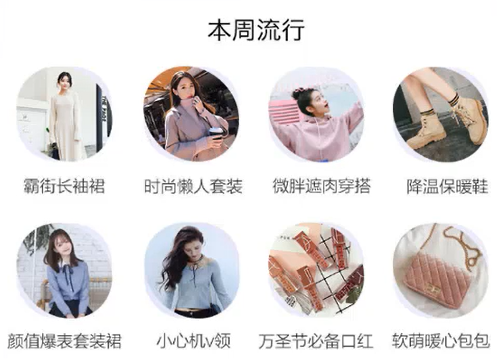 本周流行
霸街长袖裙 时尚懒人套装 微胖遮肉穿搭 降温保暖鞋
颜值爆表套装裙 小心机v领 万圣节必备口红 软萌暖心包包